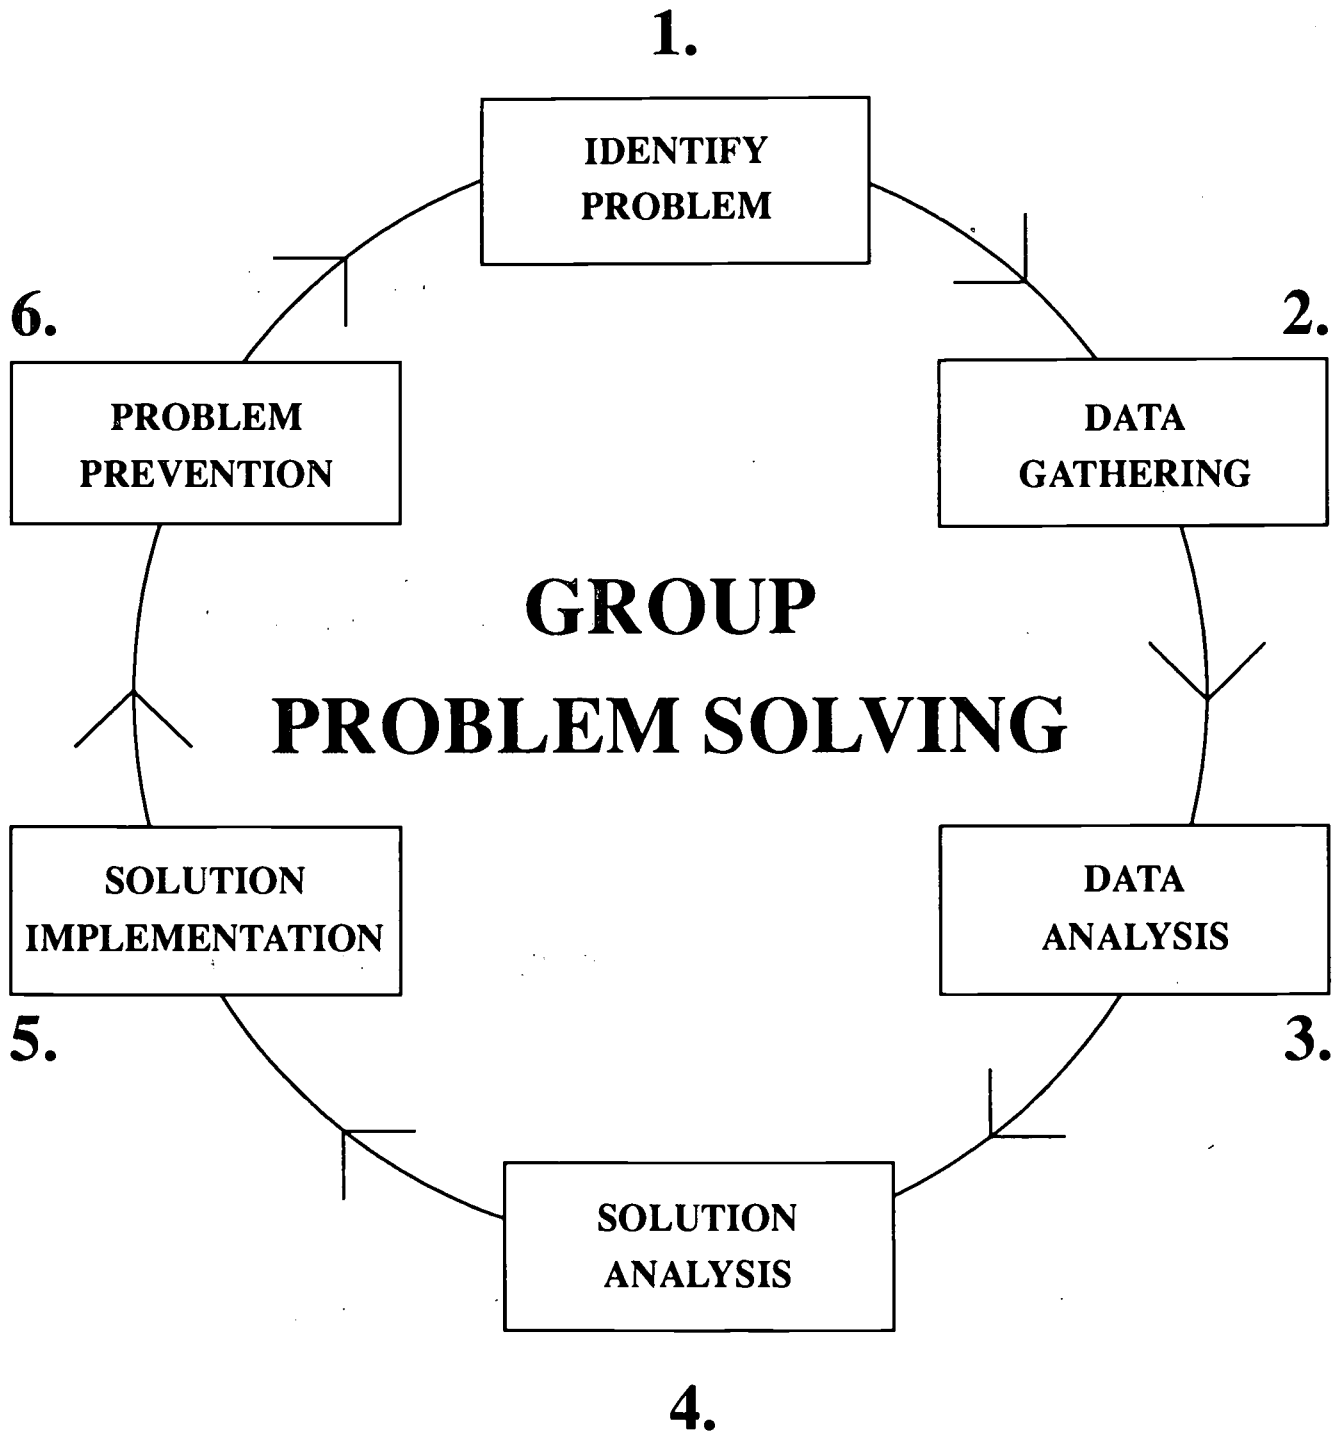 1.
IDENTIFY
PROBLEM
2.
DATA
GATHERING
DATA
ANALYSIS
3.
SOLUTION
ANALYSIS
4.
SOLUTION
IMPLEMENTATION
5.
6.
PROBLEM
PREVENTION
GROUP
PROBLEM SOLVING